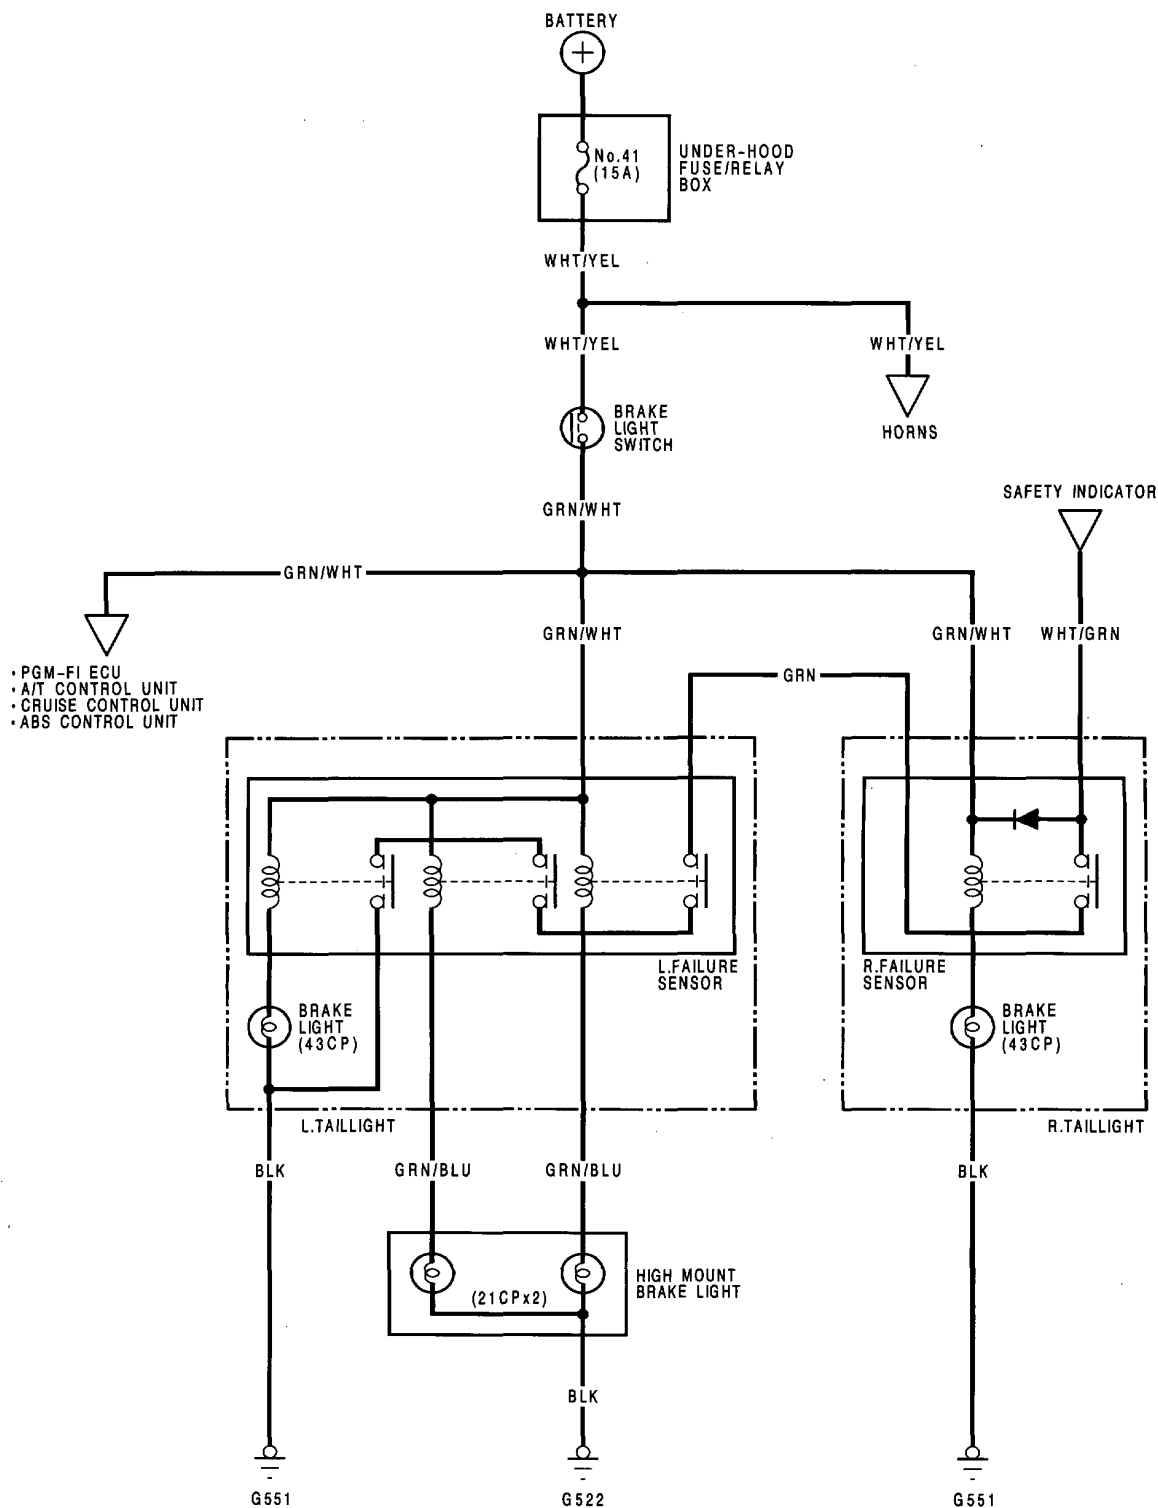 BATTERY
No.41
(15A)
UNDER-HOOD
FUSE/RELAY
BOX
WHT/YEL
WHT/YEL
WHT/YEL
BRAKE
LIGHT
SWITCH
HORNS
SAFETY INDICATOR
GRN/WHT
GRN/WHT
GRN/WHT
GRN/WHT
WHT/GRN
• PGM-FI ECU
• A/T CONTROL UNIT
• CRUISE CONTROL UNIT
• ABS CONTROL UNIT
GRN
L.FAILURE
SENSOR
R.FAILURE
SENSOR
BRAKE
LIGHT
(43CP)
BRAKE
LIGHT
(43CP)
L.TAILLIGHT
R.TAILLIGHT
BLK
GRN/BLU
GRN/BLU
BLK
(21CPx2)
HIGH MOUNT
BRAKE LIGHT
BLK
G551
G522
G551